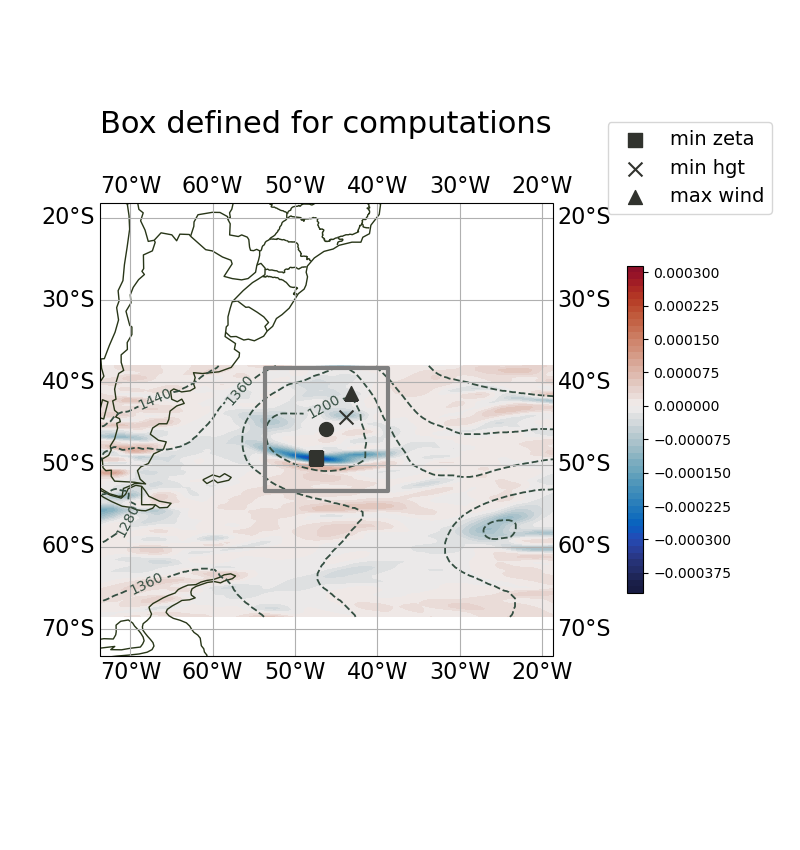 Box defined for computations
min zeta
min hgt
max wind
70°W 60°W 50°W 40°W 30°W 20°W
20°S 20°S
30°S 30°S
40°S 40°S
50°S 50°S
60°S 60°S
70°S 70°S
70°W 60°W 50°W 40°W 30°W 20°W
1440
1360
1200
1280
1360
0.000300
0.000225
0.000150
0.000075
0.000000
−0.000075
−0.000150
−0.000225
−0.000300
−0.000375